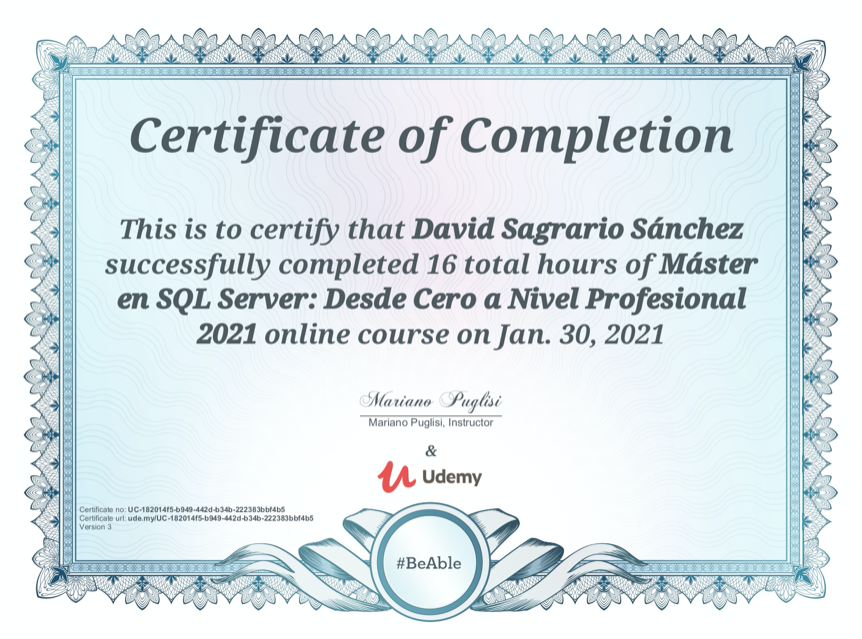 Certificate of Completion
This is to certify that David Sagrario Sánchez
successfully completed 16 total hours of Máster
en SQL Server: Desde Cero a Nivel Profesional
2021 online course on Jan. 30, 2021
Mariano Puglisi
Mariano Puglisi, Instructor
&
Udemy
Certificate no: UC-182014f5-b949-442d-b34b-222383bbf4b5
Certificate url: ude.my/UC-182014f5-b949-442d-b34b-222383bbf4b5
Version 3
#BeAble